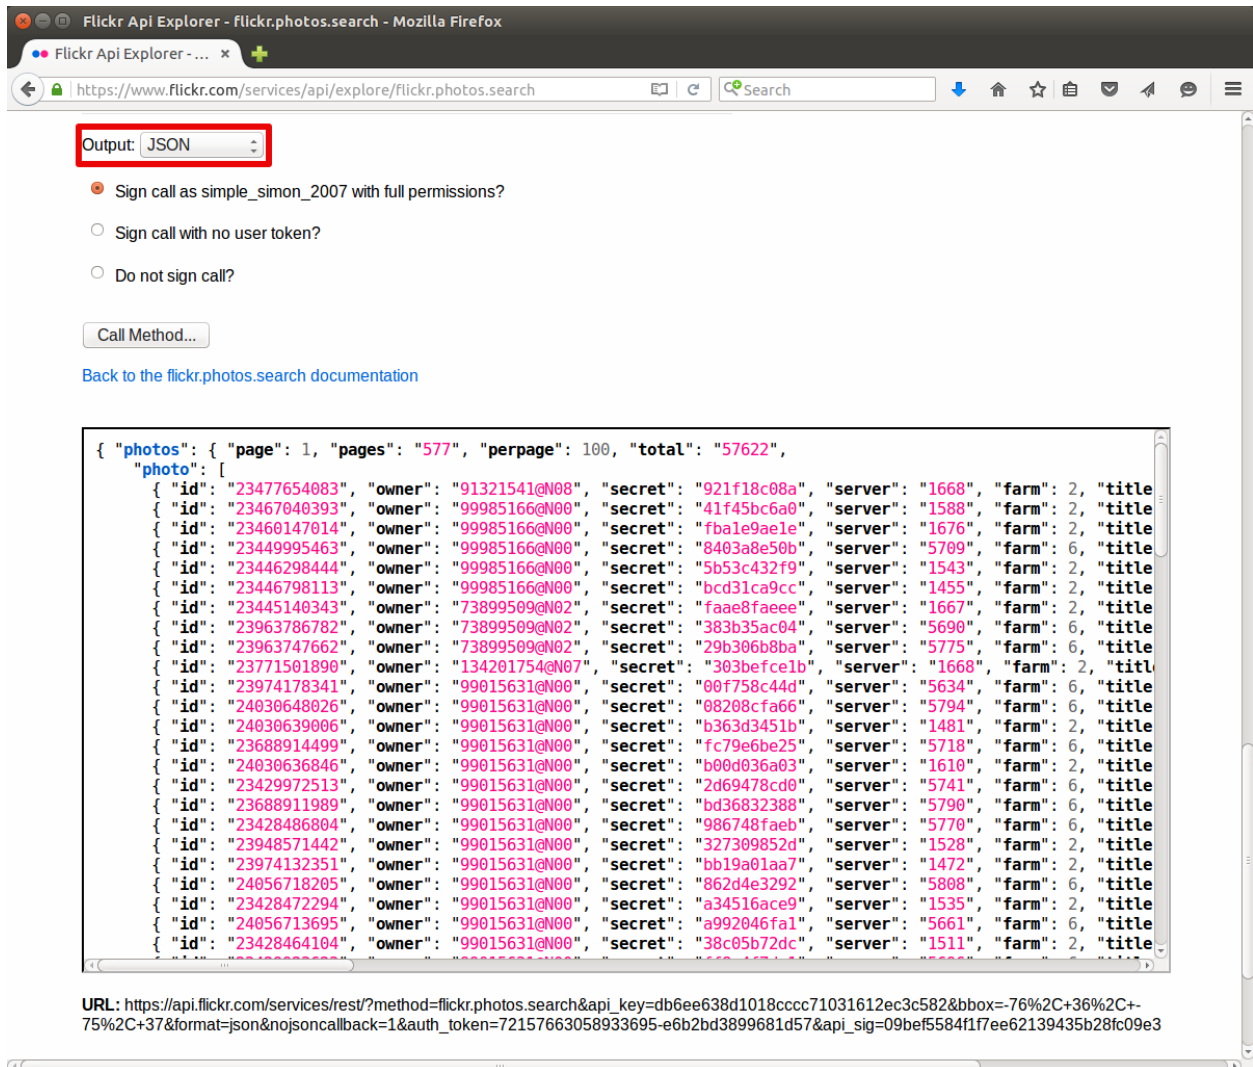 Flickr Api Explorer - flickr.photos.search - Mozilla Firefox
Flickr Api Explorer - ...
https://www.flickr.com/services/api/explore/flickr.photos.search
Search
Output: JSON
Sign call as simple_simon_2007 with full permissions?
Sign call with no user token?
Do not sign call?
Call Method...
Back to the flickr.photos.search documentation
{ "photos": { "page": 1, "pages": "577", "perpage": 100, "total": "57622",
"photo": [
{ "id": "23477654083", "owner": "91321541@N08", "secret": "921f18c08a", "server": "1668", "farm": 2, "title
{ "id": "23467040393", "owner": "99985166@N00", "secret": "41f45bc6a0", "server": "1588", "farm": 2, "title
{ "id": "23460147014", "owner": "99985166@N00", "secret": "fba1e9ae1e", "server": "1676", "farm": 2, "title
{ "id": "23449995463", "owner": "99985166@N00", "secret": "8403a8e50b", "server": "5709", "farm": 6, "title
{ "id": "23446298444", "owner": "99985166@N00", "secret": "5b53c432f9", "server": "1543", "farm": 2, "title
{ "id": "23446798113", "owner": "99985166@N00", "secret": "bcd31ca9cc", "server": "1455", "farm": 2, "title
{ "id": "23445140343", "owner": "73899509@N02", "secret": "faae8faeee", "server": "1667", "farm": 2, "title
{ "id": "23963786782", "owner": "73899509@N02", "secret": "383b35ac04", "server": "5690", "farm": 6, "title
{ "id": "23963747662", "owner": "73899509@N02", "secret": "29b306b8ba", "server": "5775", "farm": 6, "title
{ "id": "23771501890", "owner": "134201754@N07", "secret": "303befce1b", "server": "1668", "farm": 2, "titl
{ "id": "23974178341", "owner": "99015631@N00", "secret": "00f758c44d", "server": "5634", "farm": 6, "title
{ "id": "24030648026", "owner": "99015631@N00", "secret": "08208cfa66", "server": "5794", "farm": 6, "title
{ "id": "24030639006", "owner": "99015631@N00", "secret": "b363d3451b", "server": "1481", "farm": 2, "title
{ "id": "23688914499", "owner": "99015631@N00", "secret": "fc79e6be25", "server": "5718", "farm": 6, "title
{ "id": "24030636846", "owner": "99015631@N00", "secret": "b00d036a03", "server": "1610", "farm": 2, "title
{ "id": "23429972513", "owner": "99015631@N00", "secret": "2d69478cd0", "server": "5741", "farm": 6, "title
{ "id": "23688911989", "owner": "99015631@N00", "secret": "bd36832388", "server": "5790", "farm": 6, "title
{ "id": "23428486804", "owner": "99015631@N00", "secret": "986748faeb", "server": "5770", "farm": 6, "title
{ "id": "23948571442", "owner": "99015631@N00", "secret": "327309852d", "server": "1528", "farm": 2, "title
{ "id": "23974132351", "owner": "99015631@N00", "secret": "bb19a01aa7", "server": "1472", "farm": 2, "title
{ "id": "24056718205", "owner": "99015631@N00", "secret": "862d4e3292", "server": "5808", "farm": 6, "title
{ "id": "23428472294", "owner": "99015631@N00", "secret": "a34516ace9", "server": "1535", "farm": 2, "title
{ "id": "24056713695", "owner": "99015631@N00", "secret": "a992046fa1", "server": "5661", "farm": 6, "title
{ "id": "23428464104", "owner": "99015631@N00", "secret": "38c05b72dc", "server": "1511", "farm": 2, "title
URL: https://api.flickr.com/services/rest/?method=flickr.photos.search&api_key=db6ee638d1018cccc71031612ec3c582&bbox=-76%2C+36%2C+-
75%2C+37&format=json&nojsoncallback=1&auth_token=72157663058933695-e6b2bd3899681d57&api_sig=09bef5584f1f7ee62139435b28fc09e3